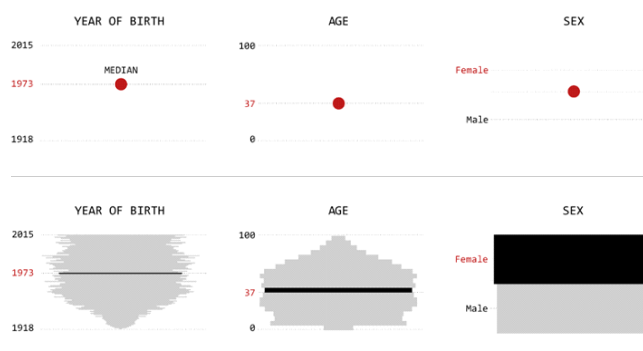 YEAR OF BIRTH
AGE
SEX
2015
MEDIAN
1973
1918
100
37
0
Female
Male
YEAR OF BIRTH
AGE
SEX
2015
1973
1918
100
37
0
Female
Male